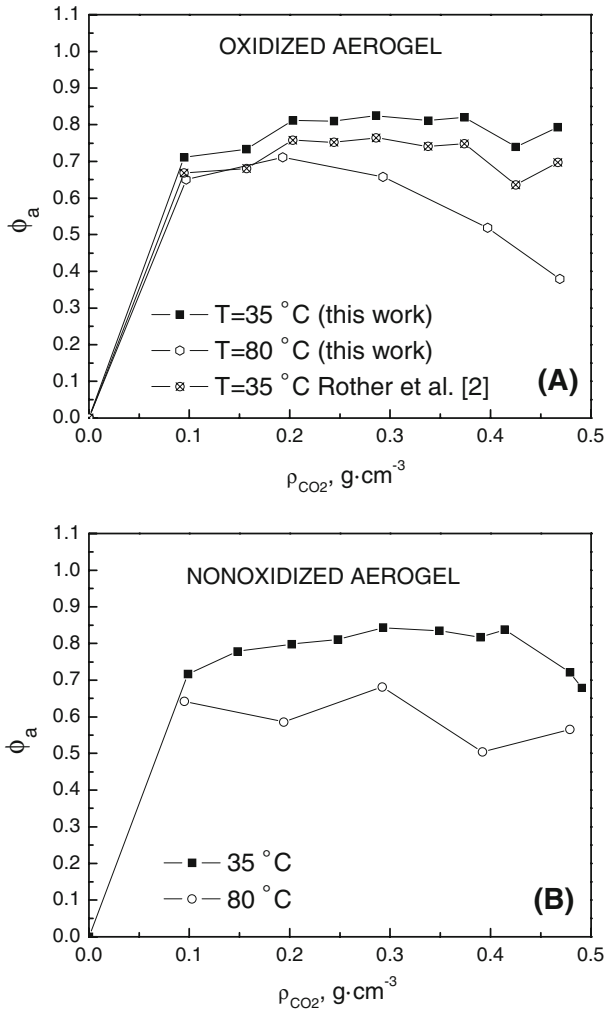 1.1
OXIDIZED AEROGEL
1.0
0.9
0.8
0.7
0.6
ϕa
0.5
0.4
0.3
T=35 °C (this work)
0.2
T=80 °C (this work)
0.1
T=35 °C Rother et al. [2]
(A)
0.0
0.0 0.1 0.2 0.3 0.4 0.5
ρCO2, g·cm-3
1.1
1.0
NONOXIDIZED AEROGEL
0.9
0.8
0.7
0.6
ϕa
0.5
0.4
0.3
0.2
35 °C
0.1
80 °C
(B)
0.0
0.0 0.1 0.2 0.3 0.4 0.5
ρCO2, g·cm-3